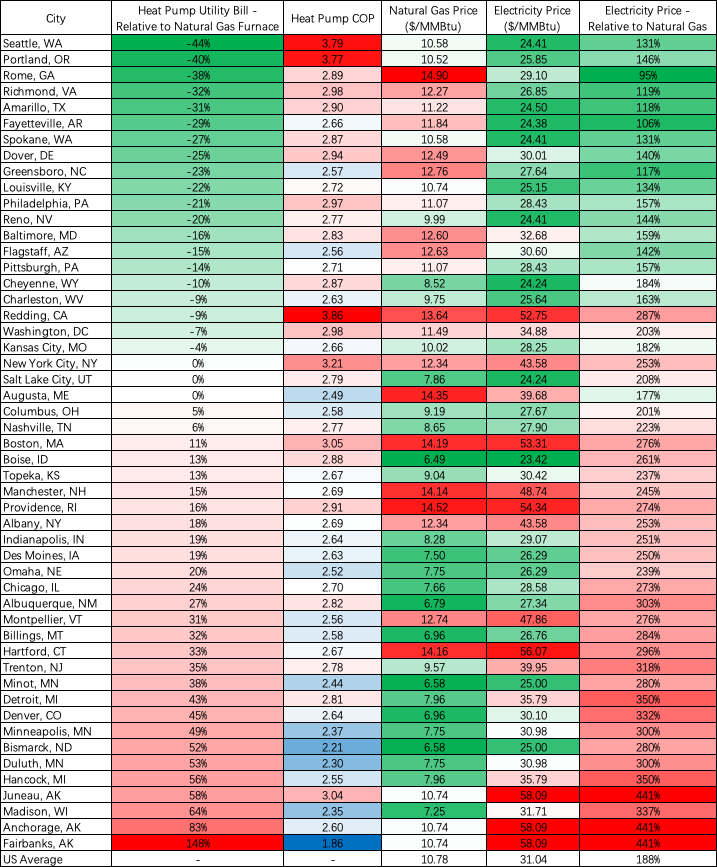 City Heat Pump Utility Bill - Relative to Natural Gas Furnace Heat Pump COP Natural Gas Price ($/MMBtu) Electricity Price ($/MMBtu) Electricity Price - Relative to Natural Gas
Seattle, WA -44% 3.79 10.58 24.41 131%
Portland, OR -40% 3.77 10.52 25.85 146%
Rome, GA -38% 2.89 14.90 29.10 95%
Richmond, VA -32% 2.98 12.27 26.85 119%
Amarillo, TX -31% 2.90 11.22 24.50 118%
Fayetteville, AR -29% 2.66 11.84 24.38 106%
Spokane, WA -27% 2.87 10.58 24.41 131%
Dover, DE -25% 2.94 12.49 30.01 140%
Greensboro, NC -23% 2.57 12.76 27.64 117%
Louisville, KY -22% 2.72 10.74 25.15 134%
Philadelphia, PA -21% 2.97 11.07 28.43 157%
Reno, NV -20% 2.77 9.99 24.41 144%
Baltimore, MD -16% 2.83 12.60 32.68 159%
Flagstaff, AZ -15% 2.56 12.63 30.60 142%
Pittsburgh, PA -14% 2.71 11.07 28.43 157%
Cheyenne, WY -10% 2.87 8.52 24.24 184%
Charleston, WV -9% 2.63 9.75 25.64 163%
Redding, CA -9% 3.86 13.64 52.75 287%
Washington, DC -7% 2.98 11.49 34.88 203%
Kansas City, MO -4% 2.66 10.02 28.25 182%
New York City, NY 0% 3.21 12.34 43.58 253%
Salt Lake City, UT 0% 2.79 7.86 24.24 208%
Augusta, ME 0% 2.49 14.35 39.68 177%
Columbus, OH 5% 2.58 9.19 27.67 201%
Nashville, TN 6% 2.77 8.65 27.90 223%
Boston, MA 11% 3.05 14.19 53.31 276%
Boise, ID 13% 2.88 6.49 23.42 261%
Topeka, KS 13% 2.67 9.04 30.42 237%
Manchester, NH 15% 2.69 14.14 48.74 245%
Providence, RI 16% 2.91 14.52 54.34 274%
Albany, NY 18% 2.69 12.34 43.58 253%
Indianapolis, IN 19% 2.64 8.28 29.07 251%
Des Moines, IA 19% 2.63 7.50 26.29 250%
Omaha, NE 20% 2.52 7.75 26.29 239%
Chicago, IL 24% 2.70 7.66 28.58 273%
Albuquerque, NM 27% 2.82 6.79 27.34 303%
Montpellier, VT 31% 2.56 12.74 47.86 276%
Billings, MT 32% 2.58 6.96 26.76 284%
Hartford, CT 33% 2.67 14.16 56.07 296%
Trenton, NJ 35% 2.78 9.57 39.95 318%
Minot, MN 38% 2.44 6.58 25.00 280%
Detroit, MI 43% 2.81 7.96 35.79 350%
Denver, CO 45% 2.64 6.96 30.10 332%
Minneapolis, MN 49% 2.37 7.75 30.98 300%
Bismarck, ND 52% 2.21 6.58 25.00 280%
Duluth, MN 53% 2.30 7.75 30.98 300%
Hancock, MI 56% 2.55 7.96 35.79 350%
Juneau, AK 58% 3.04 10.74 58.09 441%
Madison, WI 64% 2.35 7.25 31.71 337%
Anchorage, AK 83% 2.60 10.74 58.09 441%
Fairbanks, AK 148% 1.86 10.74 58.09 441%
US Average - - 10.78 31.04 188%